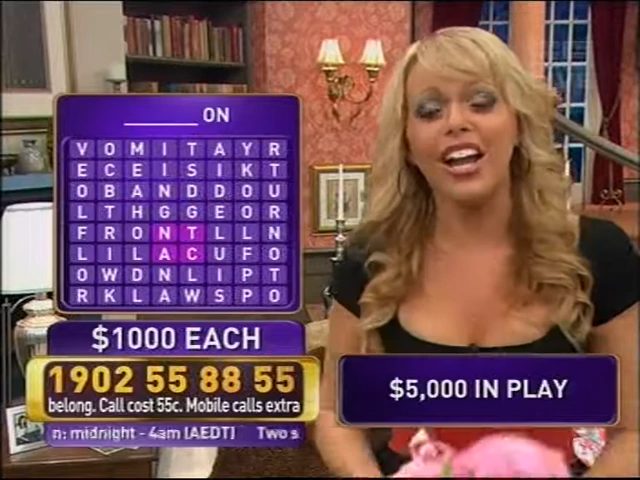 ______ ON
V O M I T A Y R
E C E I S I K T
O B A N D D O U
L T H G G E O R
F R O N T L L N
L I L A C U F O
O W D N L I P T
R K L A W S P O
$1000 EACH
1902 55 88 55
belong. Call cost 55c. Mobile calls extra
n: midnight - 4am (AEDT) Two s
$5,000 IN PLAY